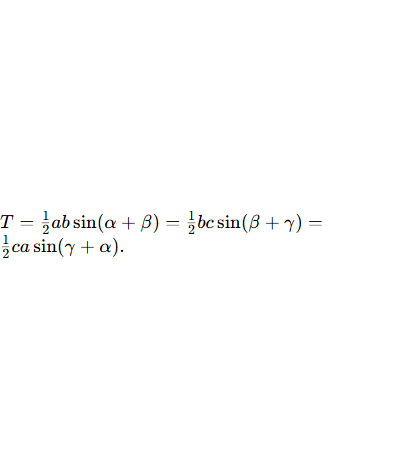 T = ½ab sin(α + β) = ½bc sin(β + γ) =
½ca sin(γ + α).